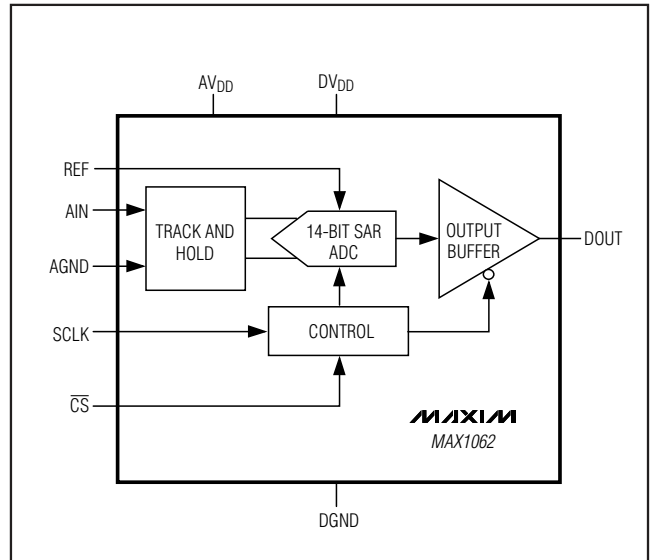 AVDD
DVDD
REF
AIN
AGND
SCLK
CS
TRACK AND
HOLD
14-BIT SAR
ADC
CONTROL
OUTPUT
BUFFER
DOUT
MAXIM
MAX1062
DGND